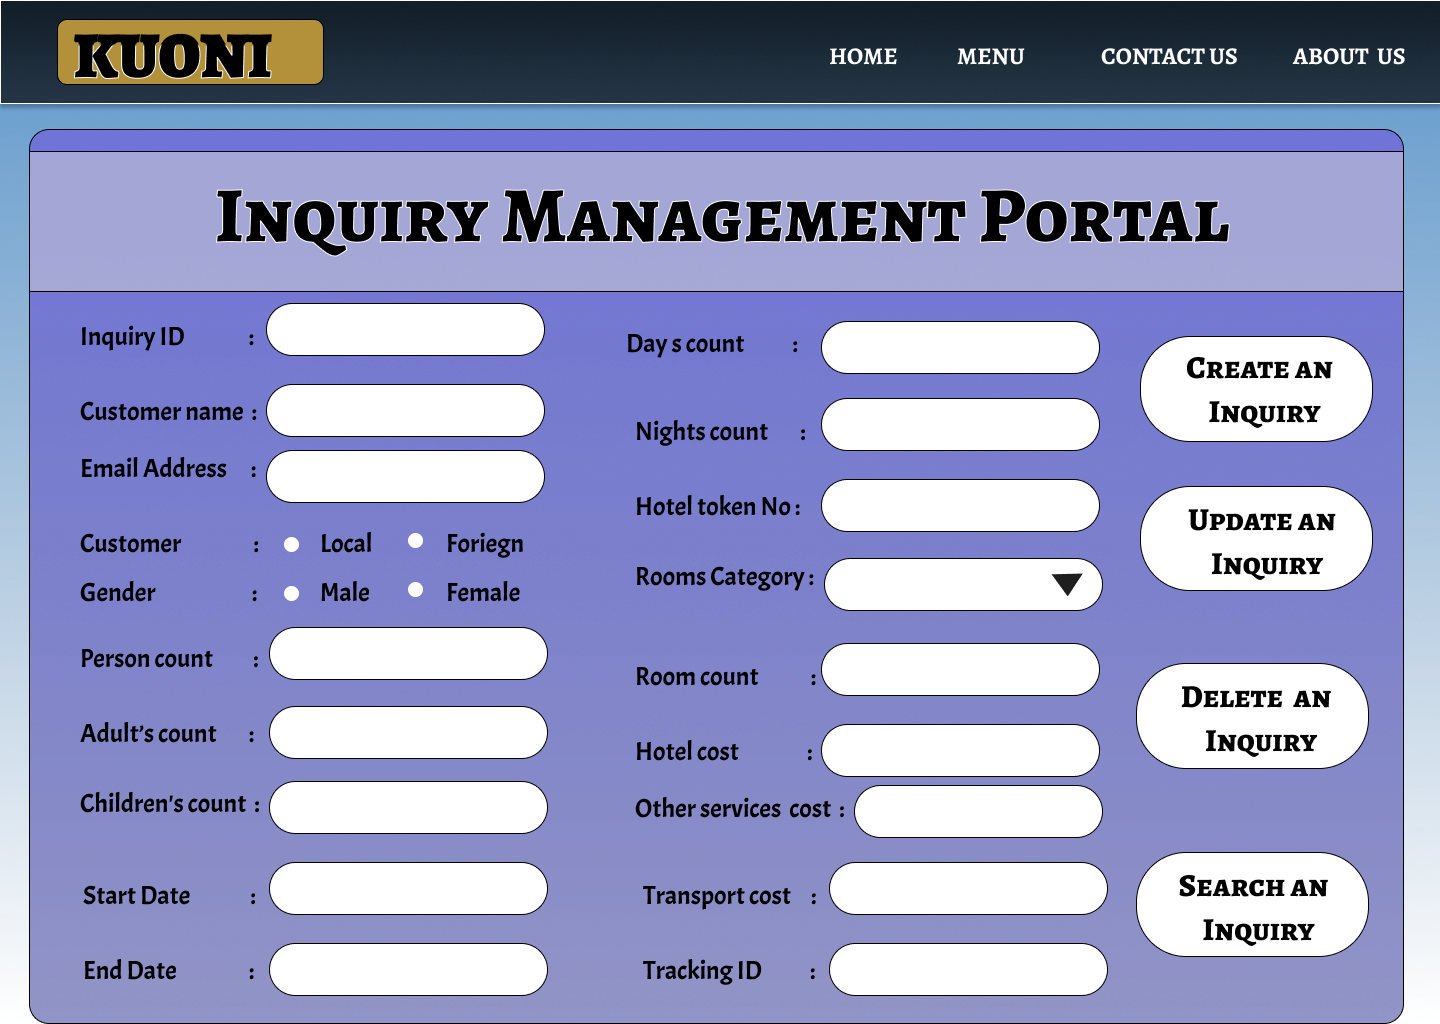 KUONI
HOME MENU CONTACT US ABOUT US
Inquiry Management Portal
Inquiry ID :
Customer name :
Email Address :
Customer : Local Foriegn
Gender : Male Female
Person count :
Adult’s count :
Children's count :
Start Date :
End Date :
Day s count :
Nights count :
Hotel token No :
Rooms Category :
Room count :
Hotel cost :
Other services cost :
Transport cost :
Tracking ID :
Create an
Inquiry
Update an
Inquiry
Delete an
Inquiry
Search an
Inquiry